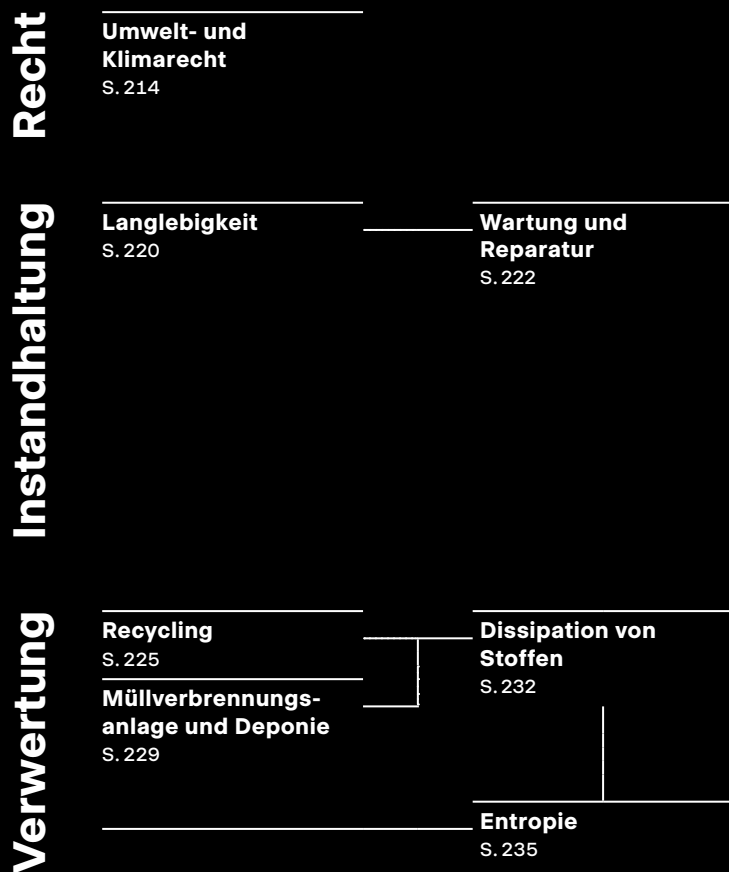 Recht
Umwelt- und
Klimarecht
S. 214
Instandhaltung
Langlebigkeit
S. 220
Wartung und
Reparatur
S. 222
Verwertung
Recycling
S. 225
Müllverbrennungs-
anlage und Deponie
S. 229
Dissipation von
Stoffen
S. 232
Entropie
S. 235